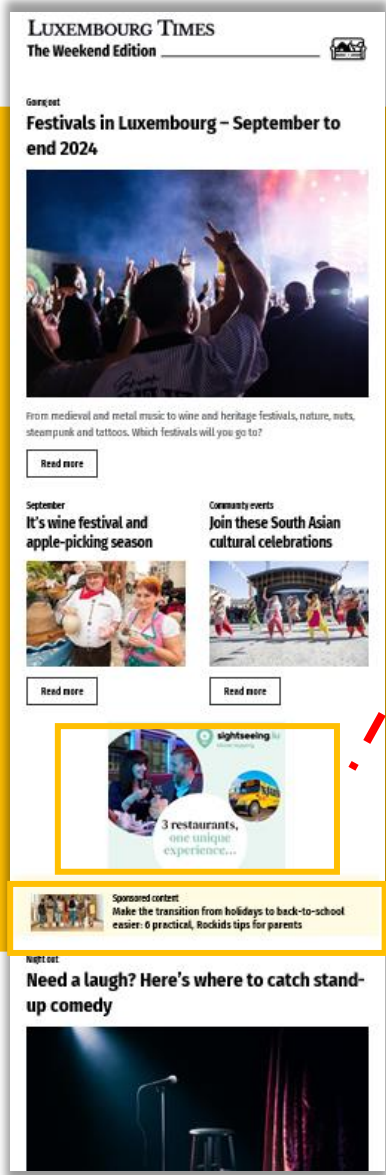 LUXEMBOURG TIMES
The Weekend Edition
Going out
Festivals in Luxembourg – September to
end 2024
From medieval and metal music to wine and heritage festivals, nature, nuts,
steampunk and tattoos. Which festivals will you go to?
Read more
September
It's wine festival and
apple-picking season
Read more
Community events
Join these South Asian
cultural celebrations
Read more
sightseeing.lu
3 restaurants,
one unique
experience...
!
Sponsored content
Make the transition from holidays to back-to-school
easier: 6 practical, Rockids tips for parents
Night out
Need a laugh? Here's where to catch stand-
up comedy